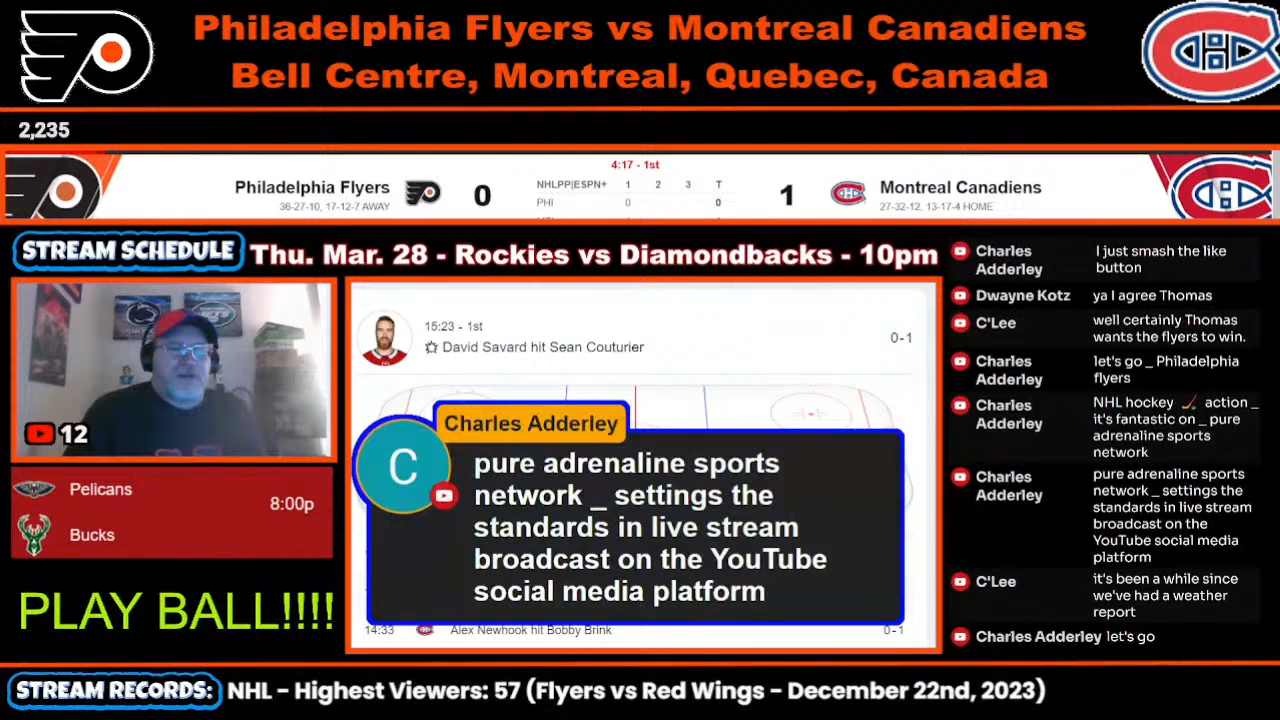 Philadelphia Flyers vs Montreal Canadiens
Bell Centre, Montreal, Quebec, Canada
2,235
4:17 - 1st
Philadelphia Flyers
36-27-10, 17-12-7 AWAY
0
NHLPP|ESPN+ 1 2 3 T
PHI 0 0
1
Montreal Canadiens
27-32-12, 13-17-4 HOME
STREAM SCHEDULE
Thu. Mar. 28 - Rockies vs Diamondbacks - 10pm
12
Pelicans
8:00p
Bucks
PLAY BALL!!!!
15:23 - 1st
David Savard hit Sean Couturier
0-1
Charles Adderley
C
pure adrenaline sports
network _ settings the
standards in live stream
broadcast on the YouTube
social media platform
14:33 Alex Newhook hit Bobby Brink 0-1
Charles Adderley I just smash the like
button
Dwayne Kotz ya I agree Thomas
C'Lee well certainly Thomas
wants the flyers to win.
Charles Adderley let's go _ Philadelphia
flyers
Charles Adderley NHL hockey 🏒 action _
it's fantastic on _ pure
adrenaline sports
network
Charles Adderley pure adrenaline sports
network _ settings the
standards in live stream
broadcast on the
YouTube social media
platform
C'Lee it's been a while since
we've had a weather
report
Charles Adderley let's go
STREAM RECORDS:
NHL - Highest Viewers: 57 (Flyers vs Red Wings - December 22nd, 2023)